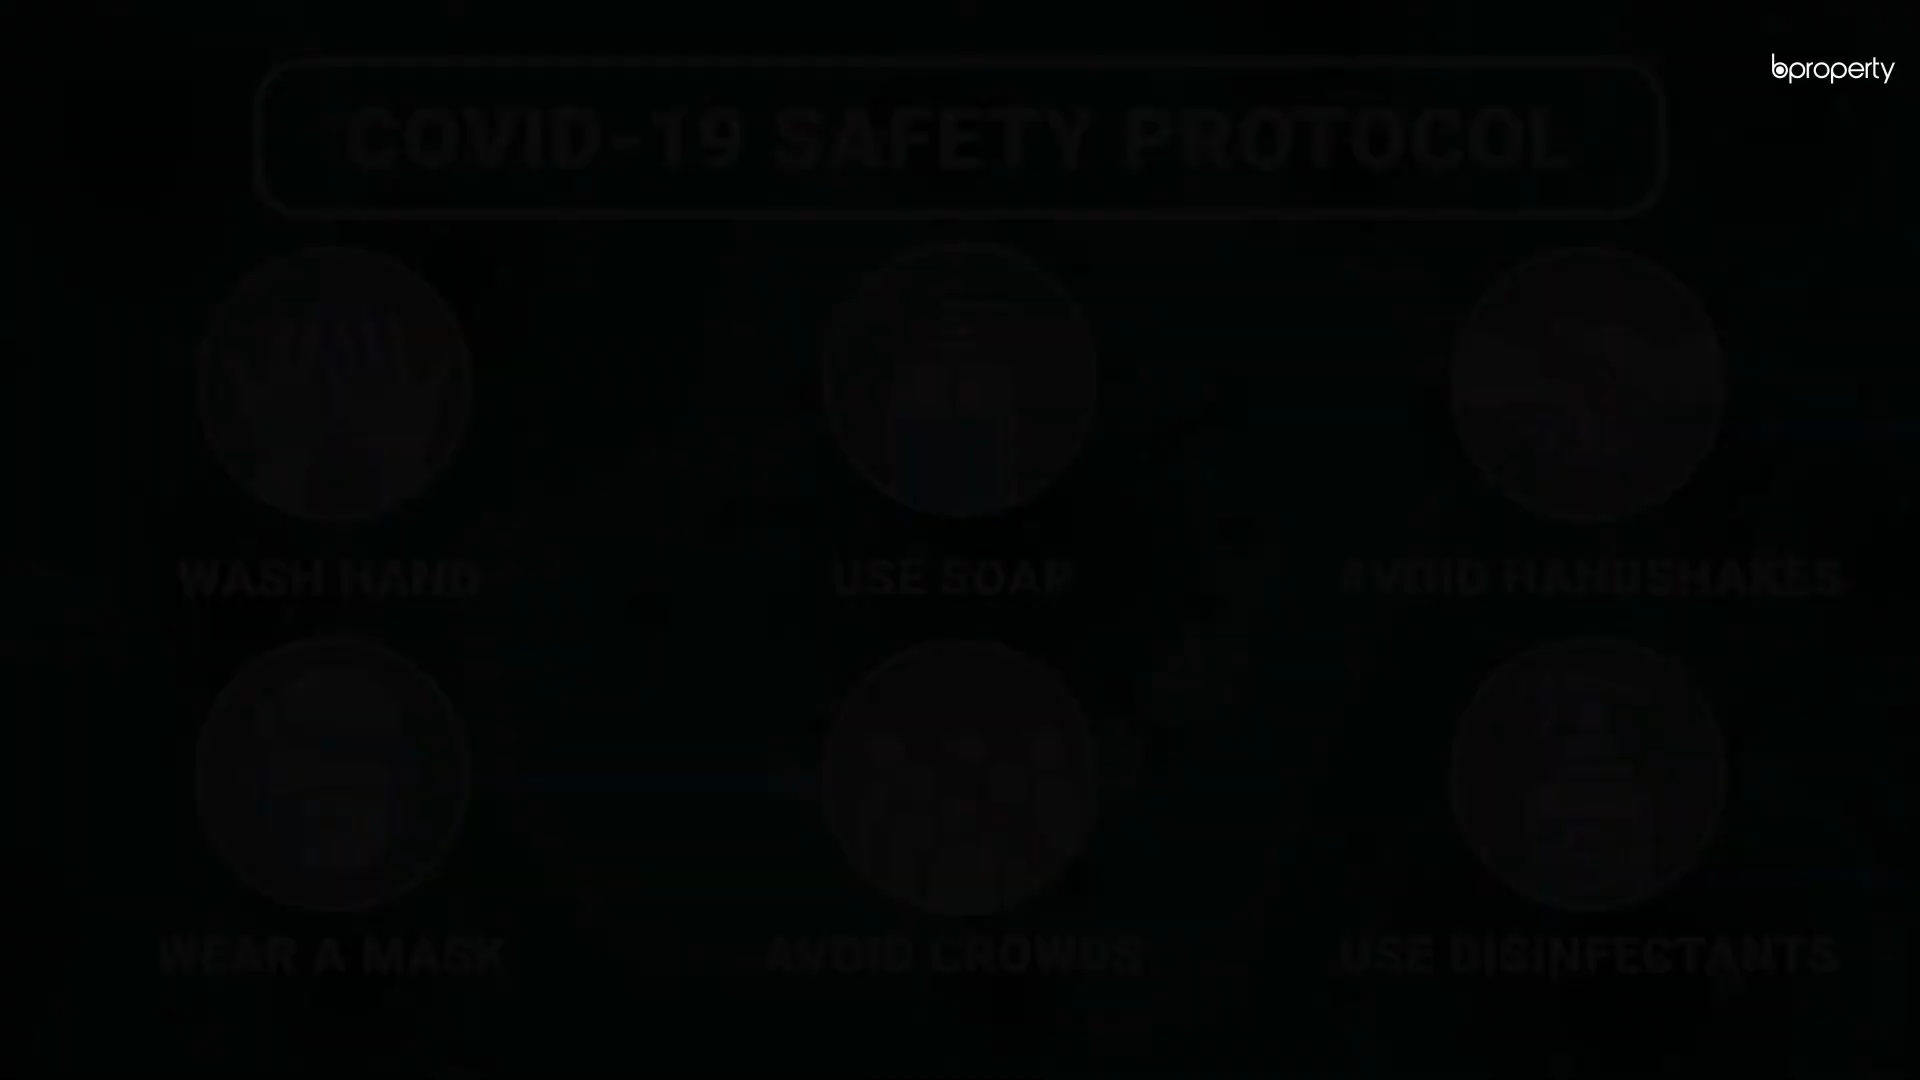 bproperty
COVID-19 SAFETY PROTOCOL
WASH HAND
USE SOAP
AVOID HANDSHAKES
WEAR A MASK
AVOID CROWDS
USE DISINFECTANTS